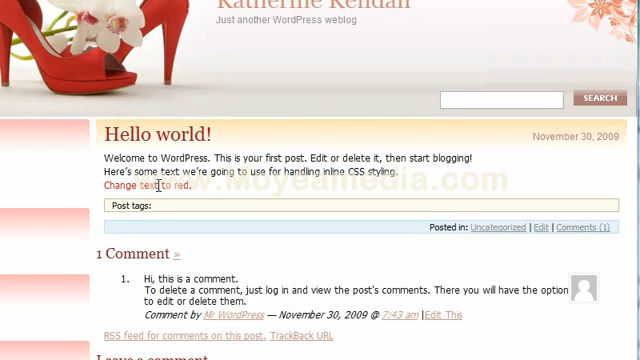 Katherine Kendall
Just another WordPress weblog
SEARCH
Hello world!
November 30, 2009
Welcome to WordPress. This is your first post. Edit or delete it, then start blogging!
Here's some text we're going to use for handling inline CSS styling.
Change text to red.
www.Moyeamedia.com
Post tags:
Posted in: Uncategorized | Edit | Comments (1)
1 Comment »
1. Hi, this is a comment.
To delete a comment, just log in and view the post's comments. There you will have the option
to edit or delete them.
Comment by Mr WordPress — November 30, 2009 @ 7:43 am |Edit This
RSS feed for comments on this post. TrackBack URL
Leave a comment